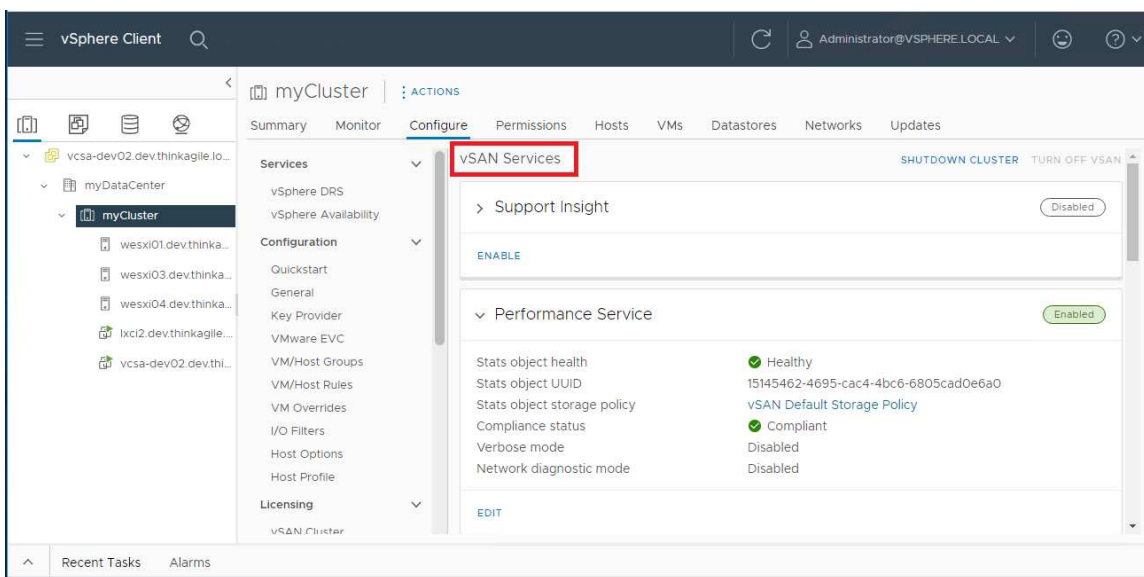 vSphere Client
Administrator@VSPHERE.LOCAL
myCluster
ACTIONS
Summary Monitor Configure Permissions Hosts VMs Datastores Networks Updates
vcsa-dev02.dev.thinkagile.lo...
myDataCenter
myCluster
wesxi01.dev.thinka...
wesxi03.dev.thinka...
wesxi04.dev.thinka...
lxci2.dev.thinkagile....
vcsa-dev02.dev.thi...
Services
vSphere DRS
vSphere Availability
Configuration
Quickstart
General
Key Provider
VMware EVC
VM/Host Groups
VM/Host Rules
VM Overrides
I/O Filters
Host Options
Host Profile
Licensing
vSAN Cluster
vSAN Services
SHUTDOWN CLUSTER TURN OFF VSAN
Support Insight Disabled
ENABLE
Performance Service Enabled
Stats object health Healthy
Stats object UUID 15145462-4695-cac4-4bc6-6805cad0e6a0
Stats object storage policy vSAN Default Storage Policy
Compliance status Compliant
Verbose mode Disabled
Network diagnostic mode Disabled
EDIT
Recent Tasks Alarms